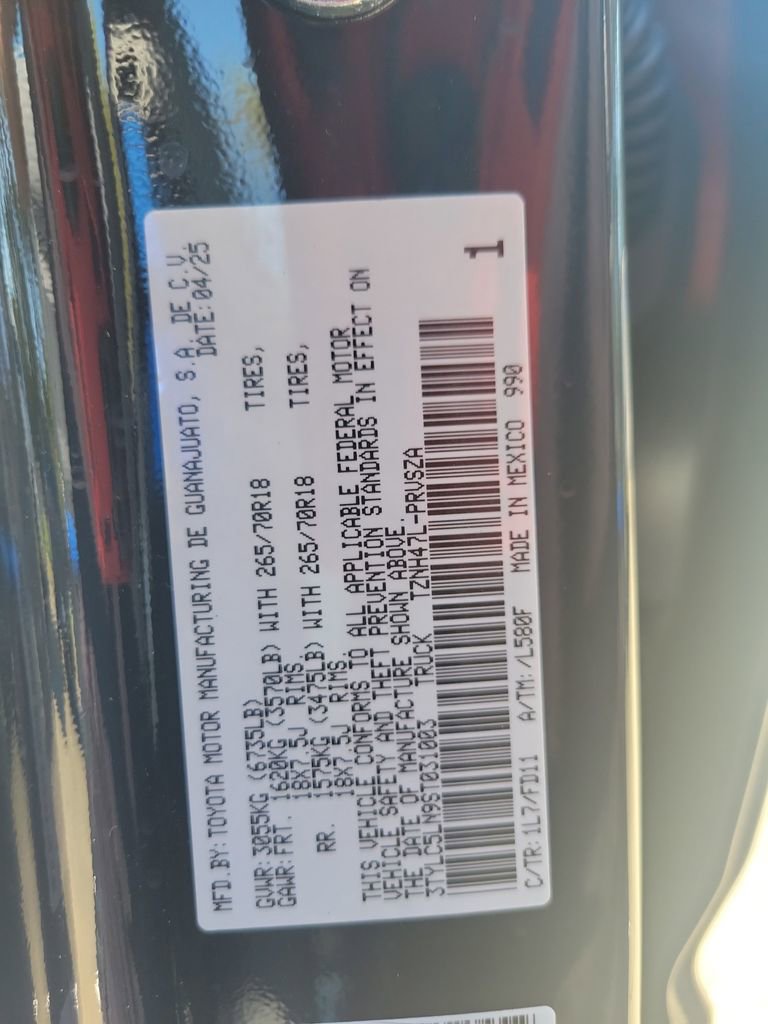 MFD.BY: TOYOTA MOTOR MANUFACTURING DE GUANAJUATO, S.A. DE C.V.
DATE: 04/25
GVWR: 3055KG (6735LB)
GAWR: FRT. 1620KG (3570LB) WITH 265/70R18 TIRES,
18X7.5J RIMS.
RR. 1575KG (3475LB) WITH 265/70R18 TIRES,
18X7.5J RIMS.
THIS VEHICLE CONFORMS TO ALL APPLICABLE FEDERAL MOTOR
VEHICLE SAFETY AND THEFT PREVENTION STANDARDS IN EFFECT ON
THE DATE OF MANUFACTURE SHOWN ABOVE.
3TYLC5LN9ST031003 TRUCK TZNH47L-PRVSZA
1
C/TR: 1L7/FD11 A/TM: /L580F MADE IN MEXICO 990